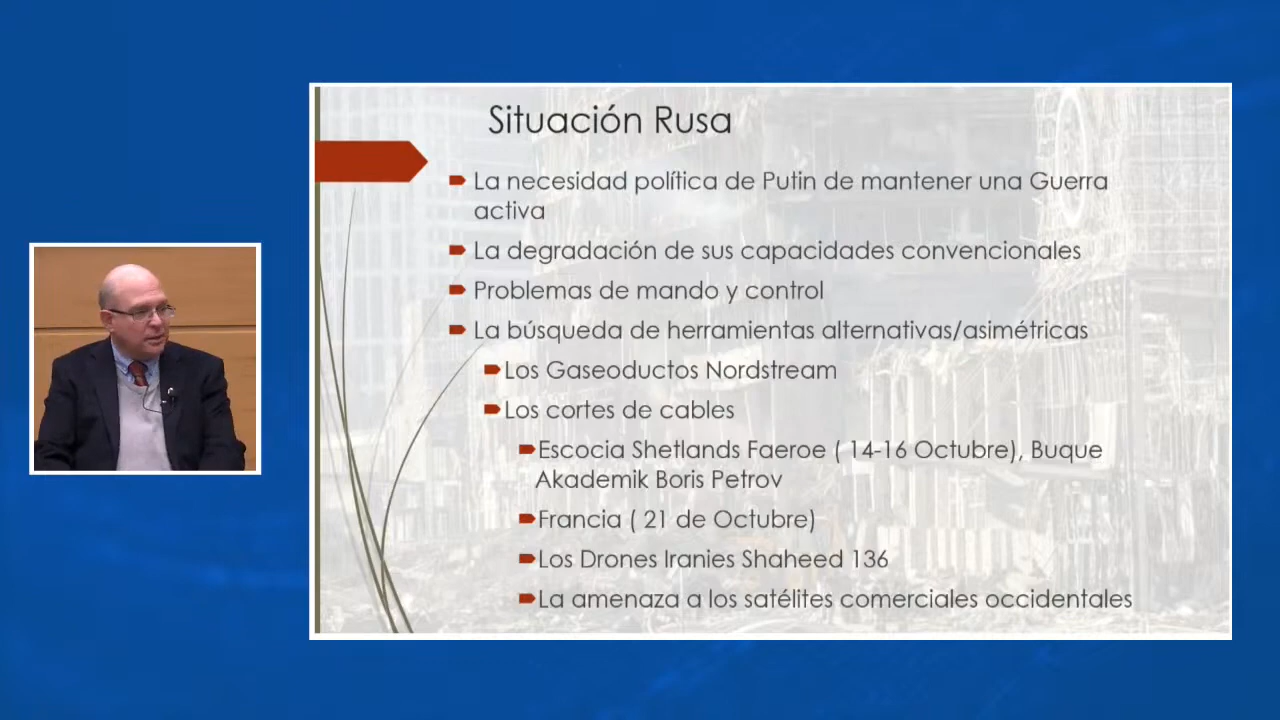 Situación Rusa
La necesidad política de Putin de mantener una Guerra
activa
La degradación de sus capacidades convencionales
Problemas de mando y control
La búsqueda de herramientas alternativas/asimétricas
Los Gaseoductos Nordstream
Los cortes de cables
Escocia Shetlands Faeroe ( 14-16 Octubre), Buque
Akademik Boris Petrov
Francia ( 21 de Octubre)
Los Drones Iranies Shaheed 136
La amenaza a los satélites comerciales occidentales